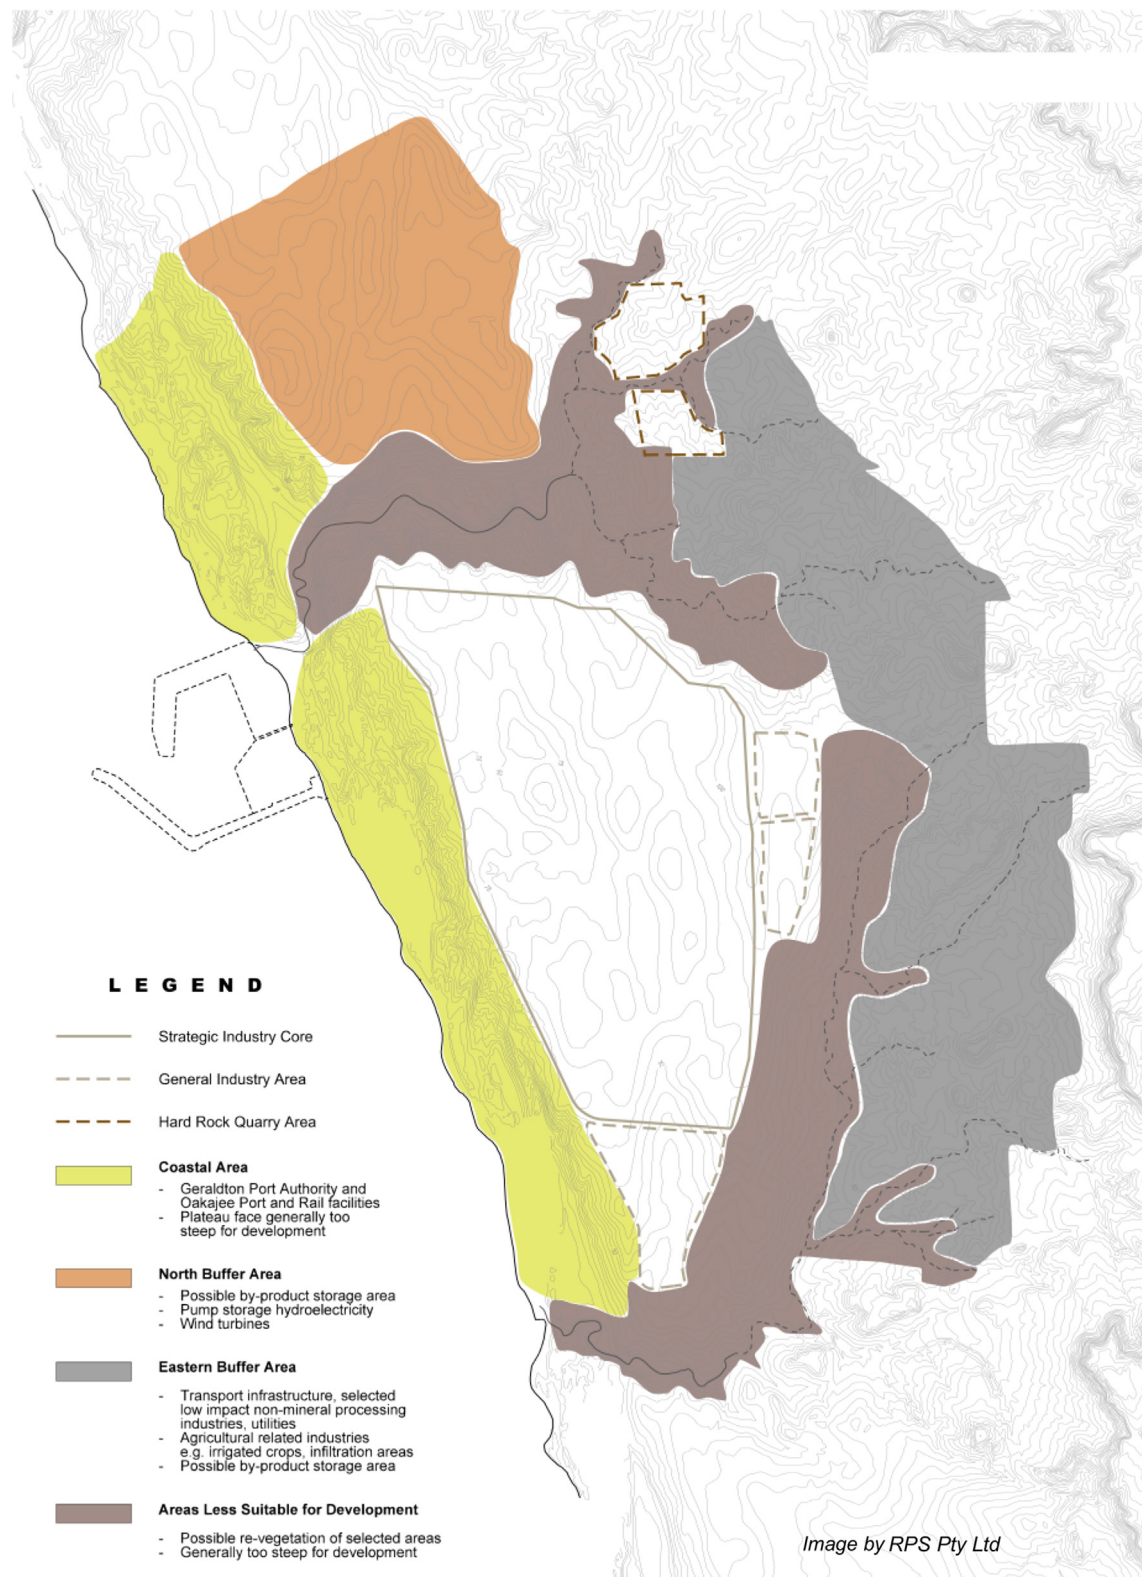 LEGEND
Strategic Industry Core
General Industry Area
Hard Rock Quarry Area
Coastal Area
- Geraldton Port Authority and
Oakajee Port and Rail facilities
- Plateau face generally too
steep for development
North Buffer Area
- Possible by-product storage area
- Pump storage hydroelectricity
- Wind turbines
Eastern Buffer Area
- Transport infrastructure, selected
low impact non-mineral processing
industries, utilities
- Agricultural related industries
e.g. irrigated crops, infiltration areas
- Possible by-product storage area
Areas Less Suitable for Development
- Possible re-vegetation of selected areas
- Generally too steep for development
Image by RPS Pty Ltd